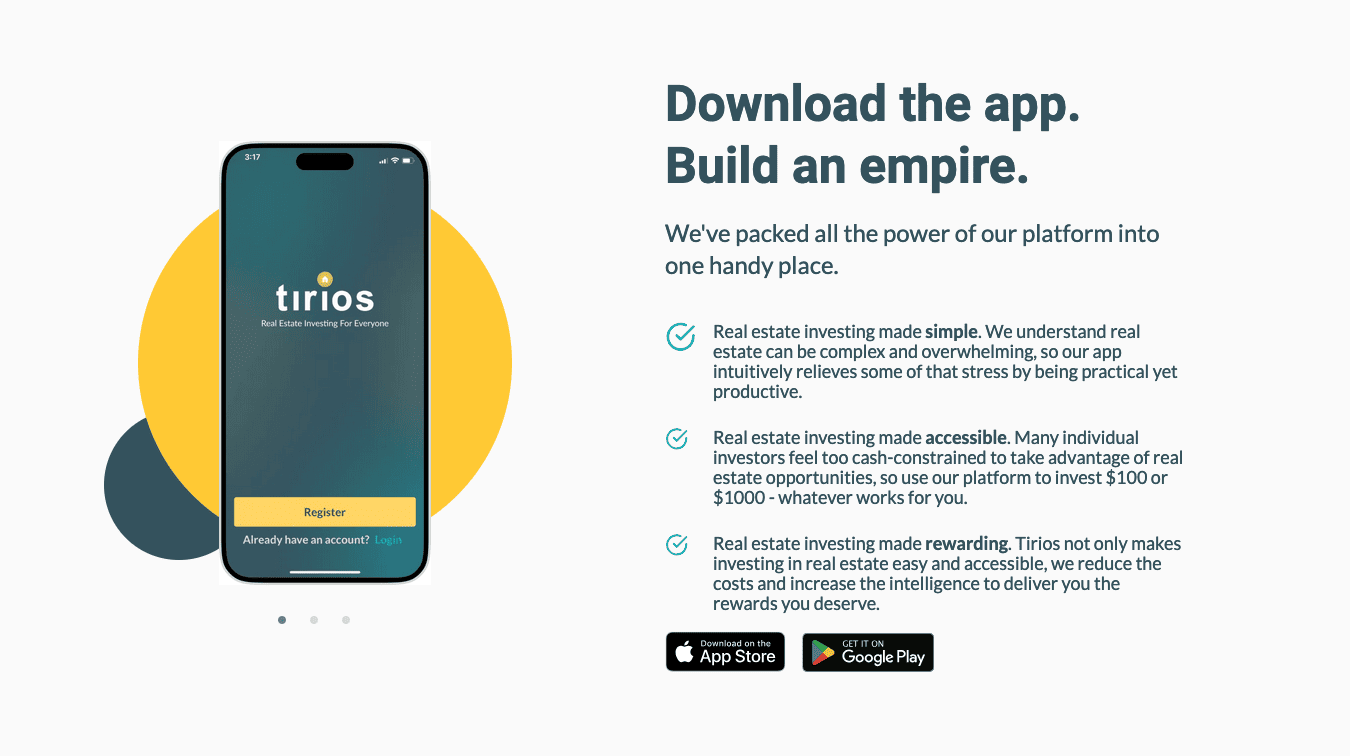 Download the app.
Build an empire.
We've packed all the power of our platform into
one handy place.
3:17
tirios
Real Estate Investing For Everyone
Register
Already have an account? Login
Real estate investing made simple. We understand real
estate can be complex and overwhelming, so our app
intuitively relieves some of that stress by being practical yet
productive.
Real estate investing made accessible. Many individual
investors feel too cash-constrained to take advantage of real
estate opportunities, so use our platform to invest $100 or
$1000 - whatever works for you.
Real estate investing made rewarding. Tirios not only makes
investing in real estate easy and accessible, we reduce the
costs and increase the intelligence to deliver you the
rewards you deserve.
Download on the
App Store
GET IT ON
Google Play